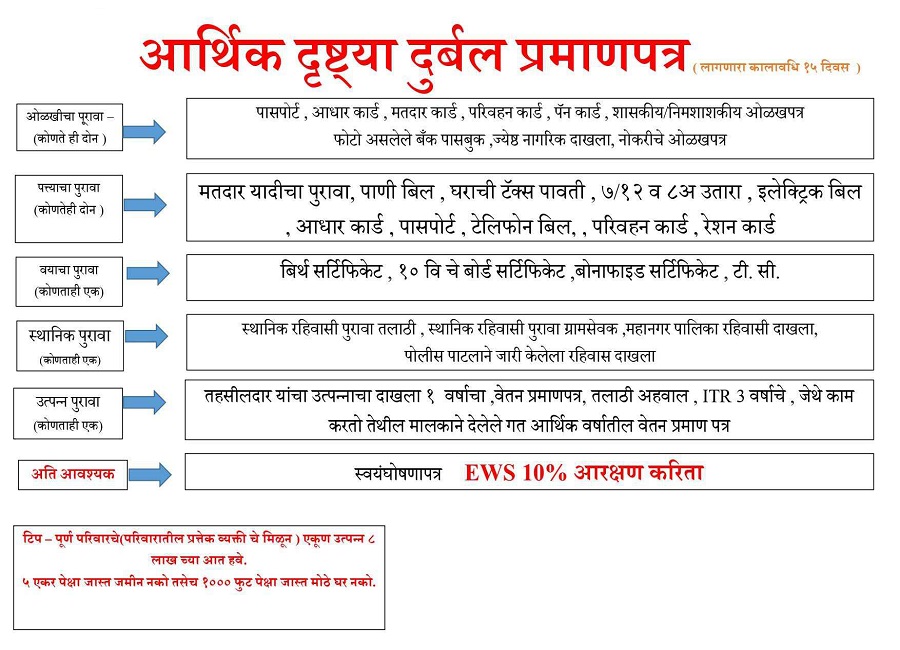 आर्थिक दृष्ट्या दुर्बल प्रमाणपत्र ( लागणारा कालावधि १५ दिवस )
ओळखीचा पूरावा –
(कोणते ही दोन )
पासपोर्ट , आधार कार्ड , मतदार कार्ड , परिवहन कार्ड , पॅन कार्ड , शासकीय/निमशाशकीय ओळखपत्र
फोटो असलेले बँक पासबुक ,ज्येष्ठ नागरिक दाखला, नोकरीचे ओळखपत्र
पत्त्याचा पुरावा
(कोणतेही दोन )
मतदार यादीचा पुरावा, पाणी बिल , घराची टॅक्स पावती , ७/१२ व ८अ उतारा , इलेक्ट्रिक बिल
, आधार कार्ड , पासपोर्ट , टेलिफोन बिल, , परिवहन कार्ड , रेशन कार्ड
वयाचा पुरावा
(कोणताही एक)
बिर्थ सर्टिफिकेट , १० वि चे बोर्ड सर्टिफिकेट ,बोनाफाइड सर्टिफिकेट , टी. सी.
स्थानिक पुरावा
(कोणताही एक)
स्थानिक रहिवासी पुरावा तलाठी , स्थानिक रहिवासी पुरावा ग्रामसेवक ,महानगर पालिका रहिवासी दाखला,
पोलीस पाटलाने जारी केलेला रहिवास दाखला
उत्पन्न पुरावा
(कोणताही एक)
तहसीलदार यांचा उत्पन्नाचा दाखला १ वर्षाचा ,वेतन प्रमाणपत्र, तलाठी अहवाल , ITR 3 वर्षाचे , जेथे काम
करतो तेथील मालकाने देलेले गत आर्थिक वर्षातील वेतन प्रमाण पत्र
अति आवश्यक
स्वयंघोषणापत्र EWS 10% आरक्षण करिता
टिप – पूर्ण परिवारचे(परिवारातील प्रत्तेक व्यक्ती चे मिळून ) एकूण उत्पन्न ८
लाख च्या आत हवे.
५ एकर पेक्षा जास्त जमीन नको तसेच १००० फुट पेक्षा जास्त मोठे घर नको.